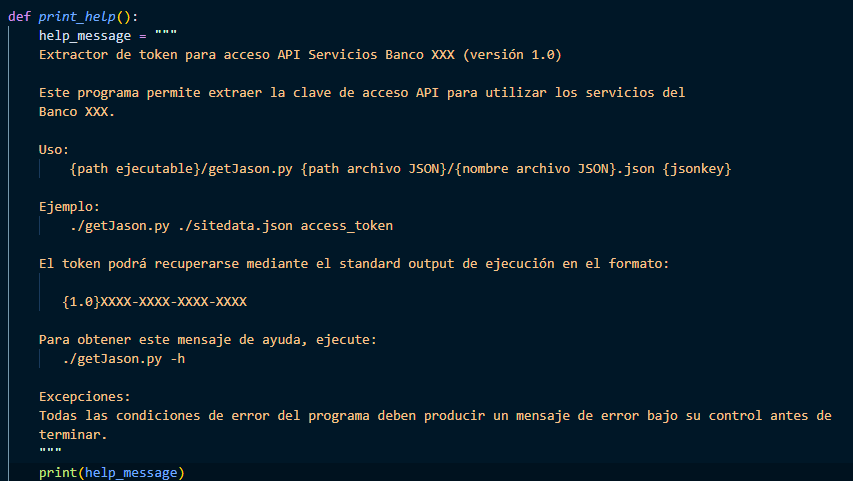 def print_help():
help_message = """
Extractor de token para acceso API Servicios Banco XXX (versión 1.0)
Este programa permite extraer la clave de acceso API para utilizar los servicios del
Banco XXX.
Uso:
{path ejecutable}/getJason.py {path archivo JSON}/{nombre archivo JSON}.json {jsonkey}
Ejemplo:
./getJason.py ./sitedata.json access_token
El token podrá recuperarse mediante el standard output de ejecución en el formato:
{1.0}XXXX-XXXX-XXXX-XXXX
Para obtener este mensaje de ayuda, ejecute:
./getJason.py -h
Excepciones:
Todas las condiciones de error del programa deben producir un mensaje de error bajo su control antes de
terminar.
"""
print(help_message)